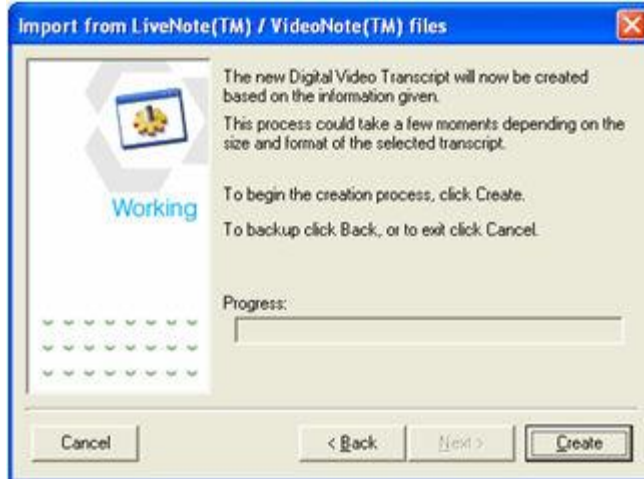 Import from LiveNote(TM) / VideoNote(TM) files
The new Digital Video Transcript will now be created
based on the information given.
This process could take a few moments depending on the
size and format of the selected transcript.
Working
To begin the creation process, click Create.
To backup click Back, or to exit click Cancel.
Progress:
Cancel
< Back
Next >
Create